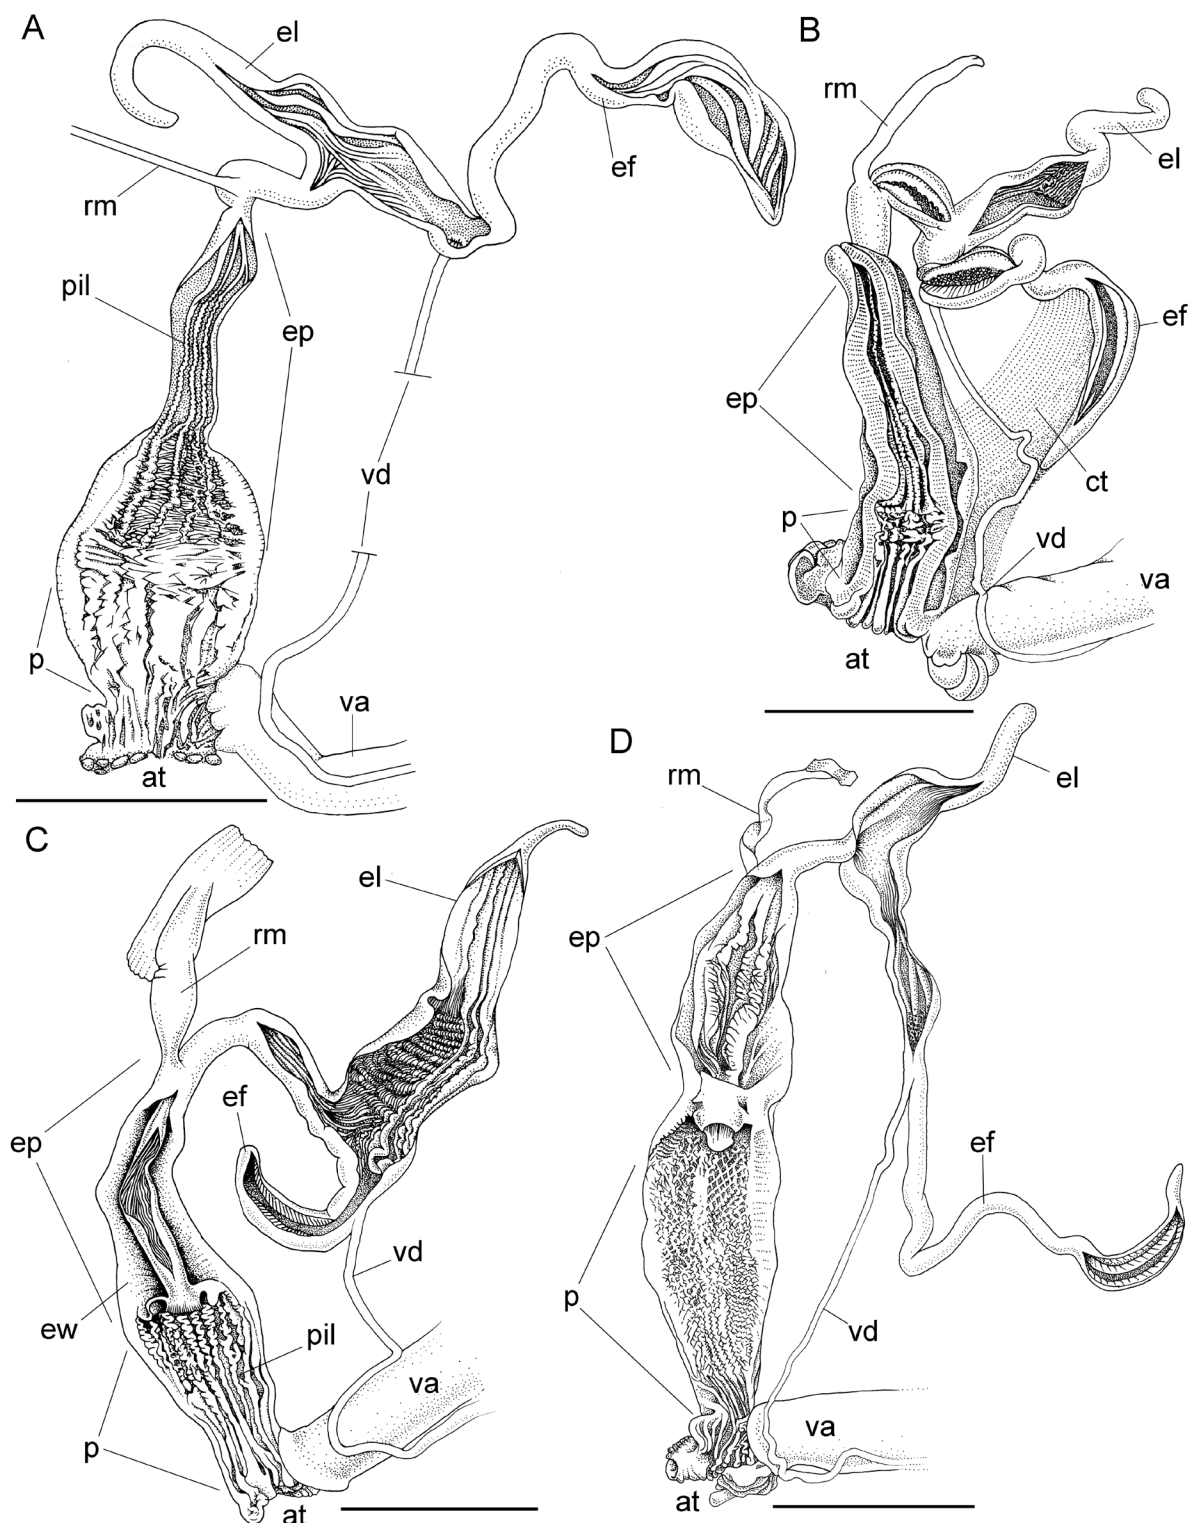 A
el
ef
rm
pil
ep
vd
p
va
at
B
rm
el
ef
ep
ct
p
vd
va
at
C
el
rm
ef
ep
vd
ew
pil
va
p
at
D
rm
el
ep
ef
p
vd
va
at